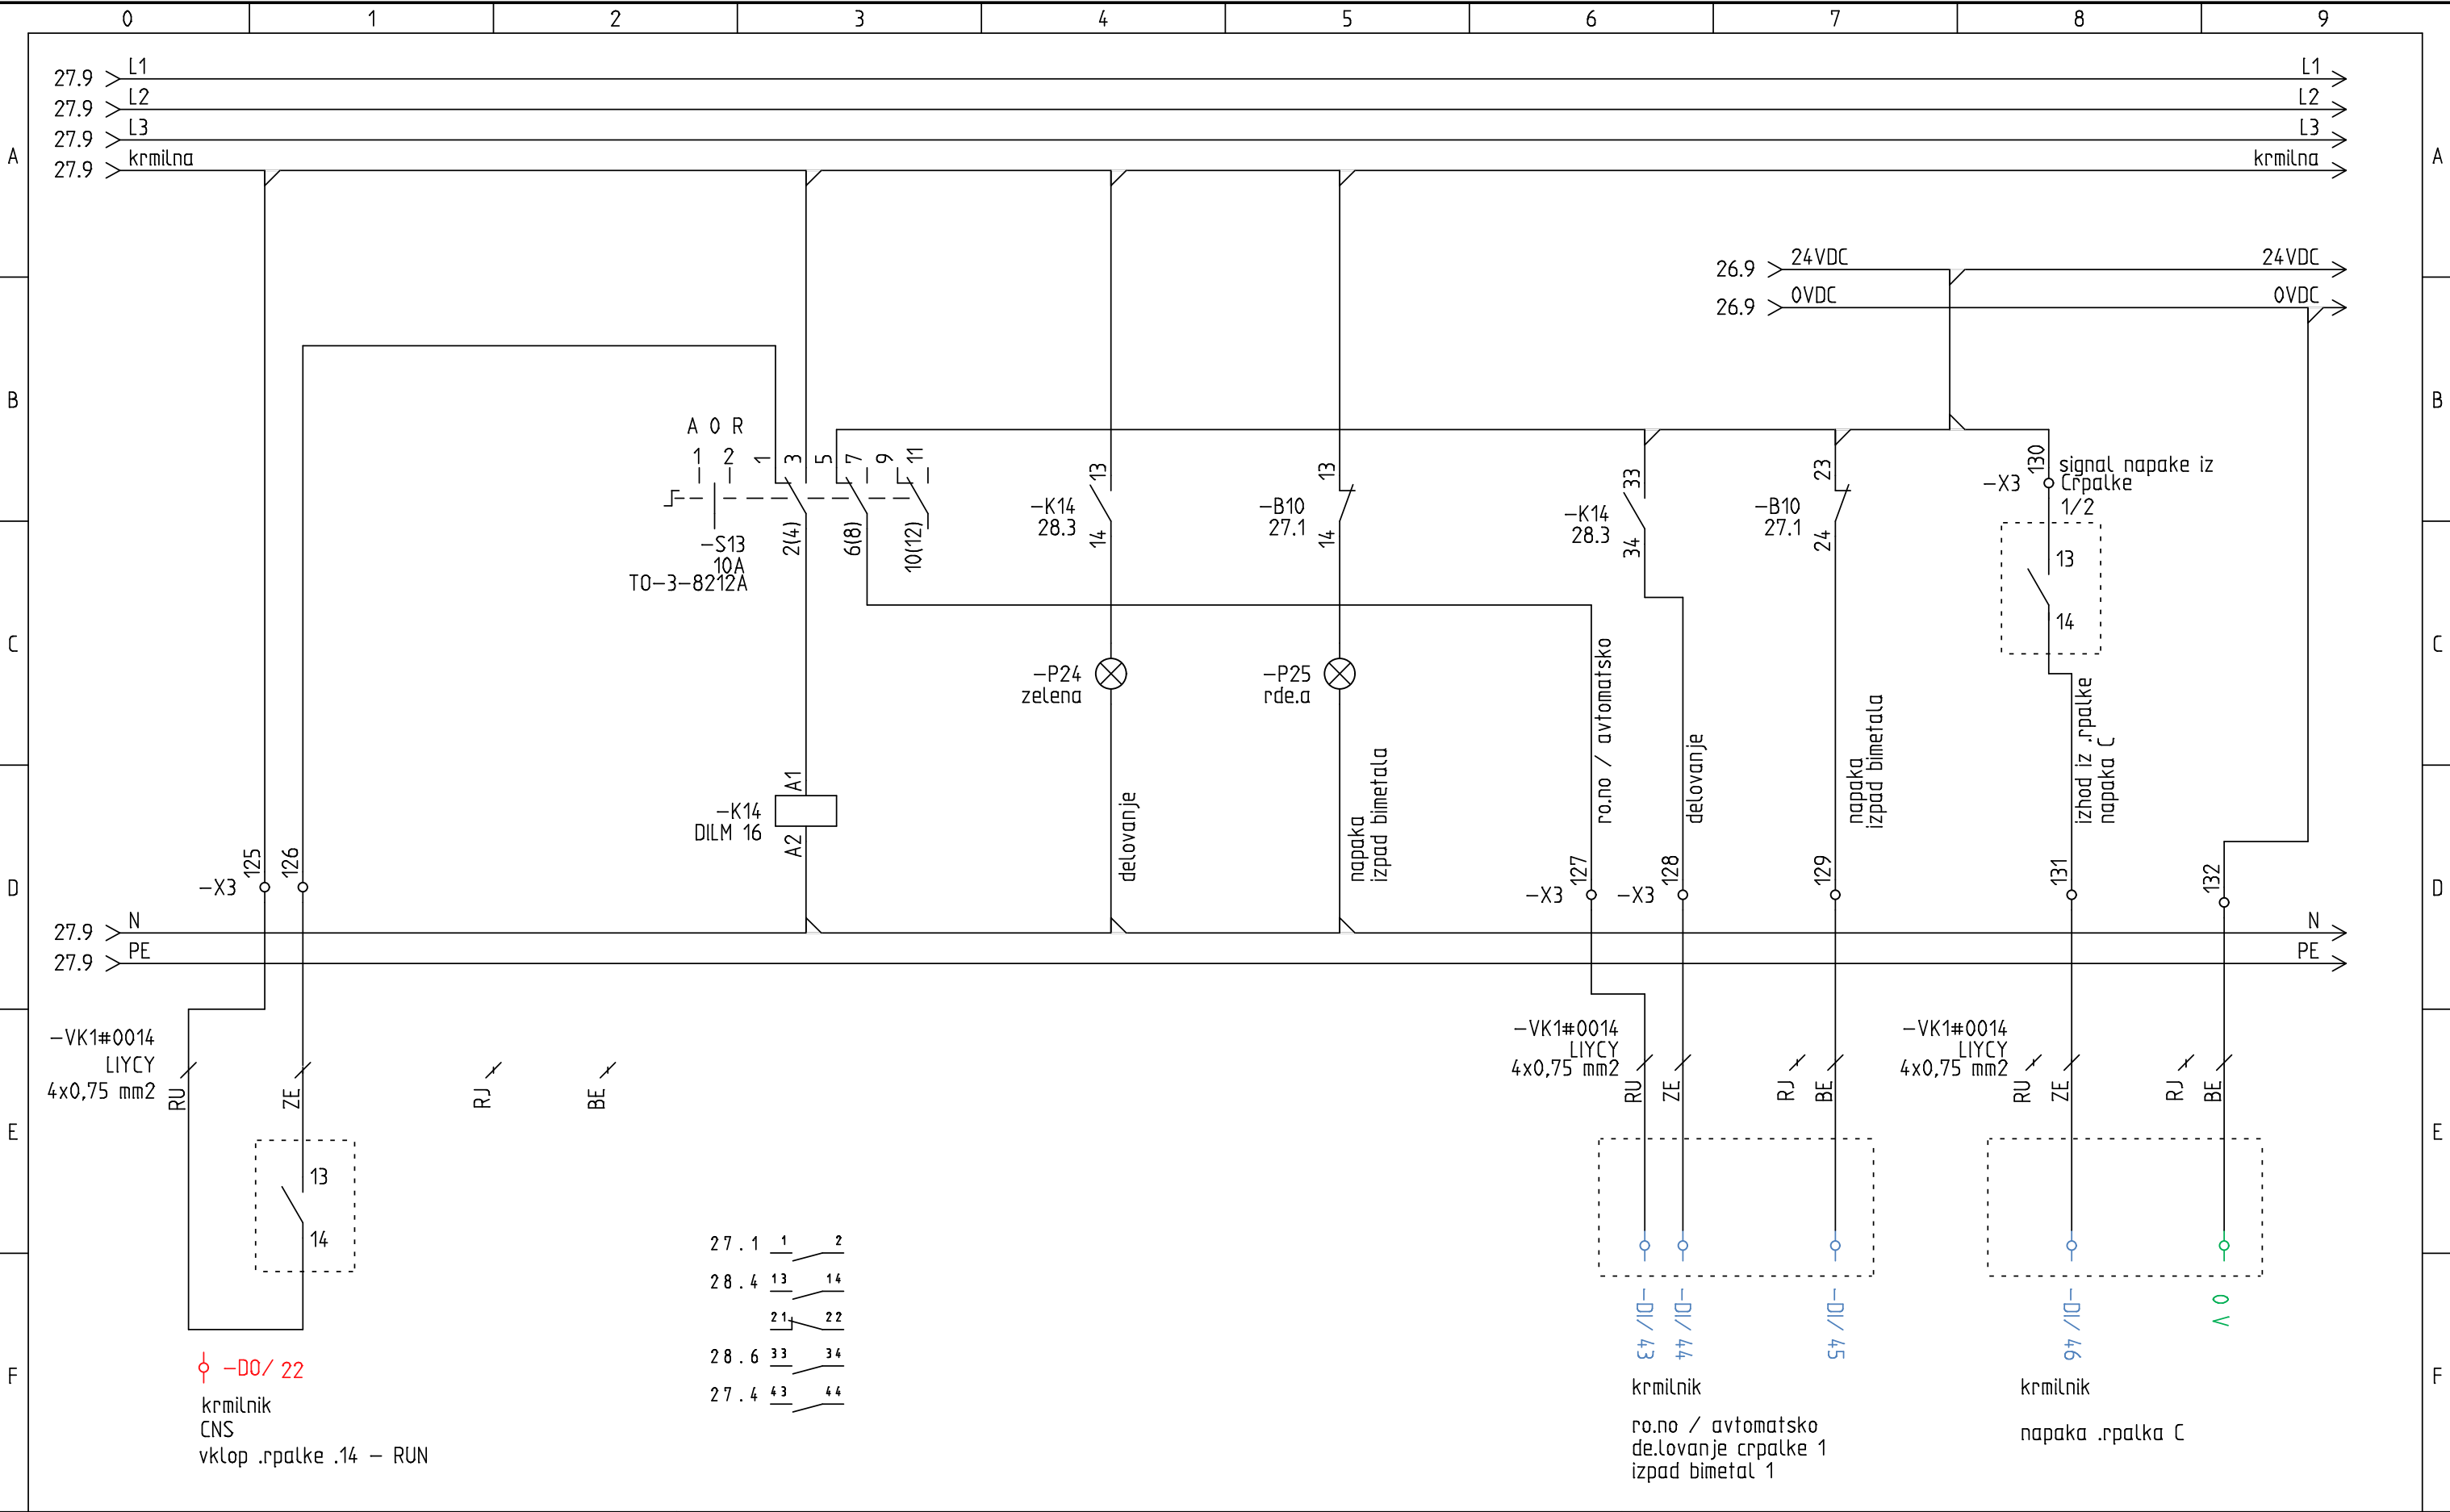 0 1 2 3 4 5 6 7 8 9
27.9 L1 L1
27.9 L2 L2
27.9 L3 L3
A 27.9 krmilna krmilna A
26.9 24VDC 24VDC
26.9 0VDC 0VDC
B B
A 0 R
1 2
1 3 5 7 9 11
2(4) 6(8) 10(12)
-S13
10A
TO-3-8212A
13
-K14
28.3
14
13
-B10
27.1
14
33
-K14
28.3
34
23
-B10
27.1
24
130
-X3
signal napake iz
Crpalke
1/2
13
14
C C
-P24
zelena
-P25
rde.a
delovanje
napaka
izpad bimetala
ro.no / avtomatsko
delovanje
napaka
izpad bimetala
izhod iz .rpalke
napaka C
A1
-K14
DILM 16
A2
D D
-X3 125 126
-X3 127
-X3 128
129
131
132
27.9 N N
27.9 PE PE
-VK1#0014
LIYCY
4x0,75 mm2
RU ZE RJ BE
-VK1#0014
LIYCY
4x0,75 mm2
RU ZE RJ BE
-VK1#0014
LIYCY
4x0,75 mm2
RU ZE RJ BE
E E
13
14
27.1 1 2
28.4 13 14
21 22
28.6 33 34
27.4 43 44
-DI/ 43
-DI/ 44
-DI/ 45
-DI/ 46
0 V
F F
-DO/ 22
krmilnik
CNS
vklop .rpalke .14 - RUN
krmilnik
ro.no / avtomatsko
de.lovanje crpalke 1
izpad bimetal 1
krmilnik
napaka .rpalka C